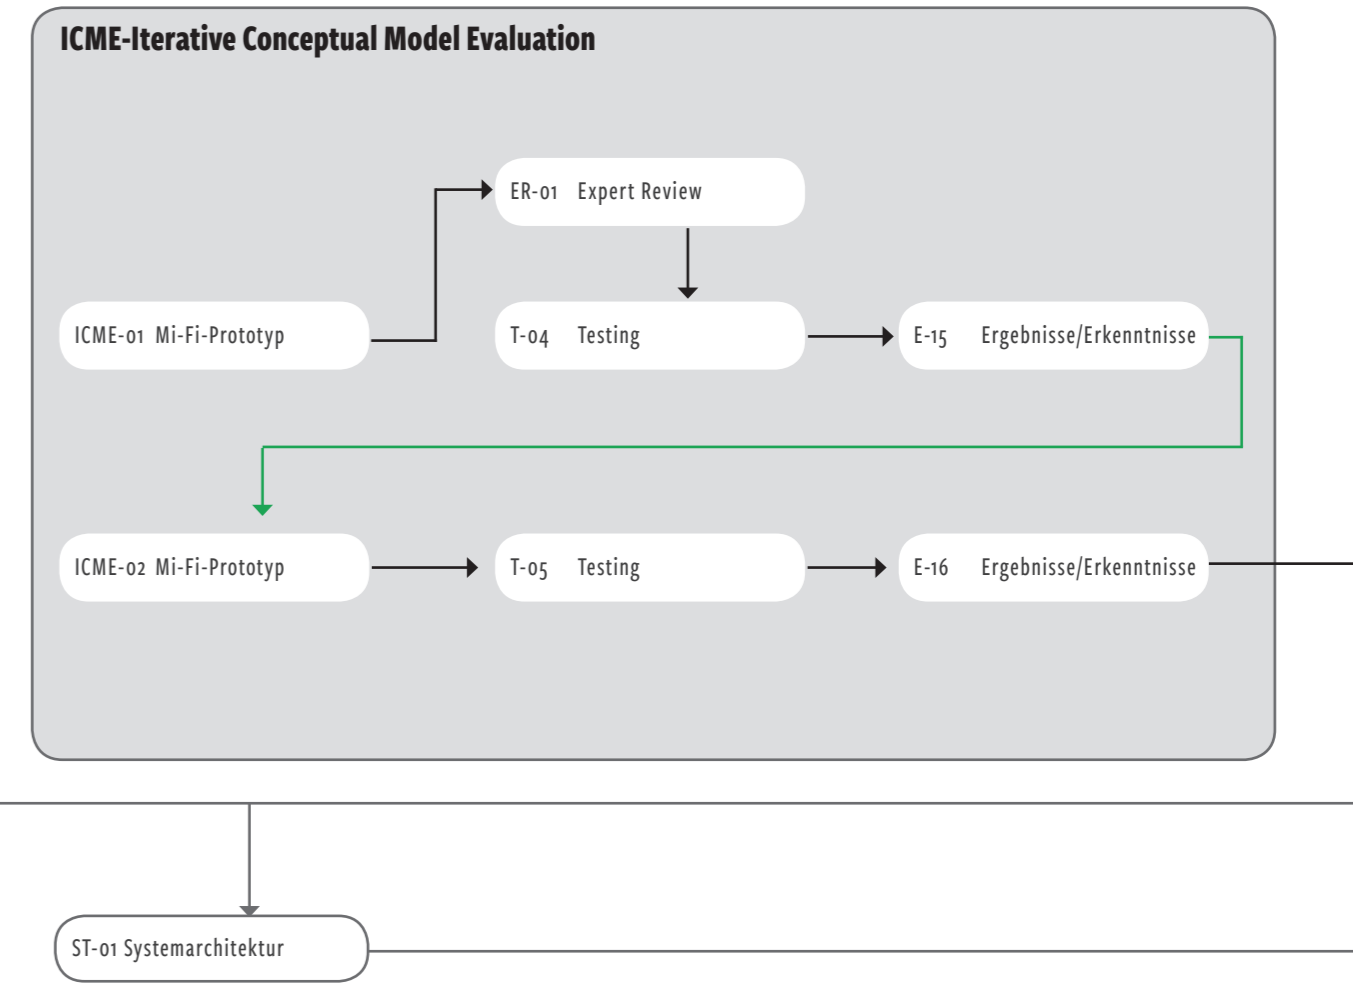 ICME-Iterative Conceptual Model Evaluation
ER-01 Expert Review
ICME-01 Mi-Fi-Prototyp
T-04 Testing
E-15 Ergebnisse/Erkenntnisse
ICME-02 Mi-Fi-Prototyp
T-05 Testing
E-16 Ergebnisse/Erkenntnisse
ST-01 Systemarchitektur